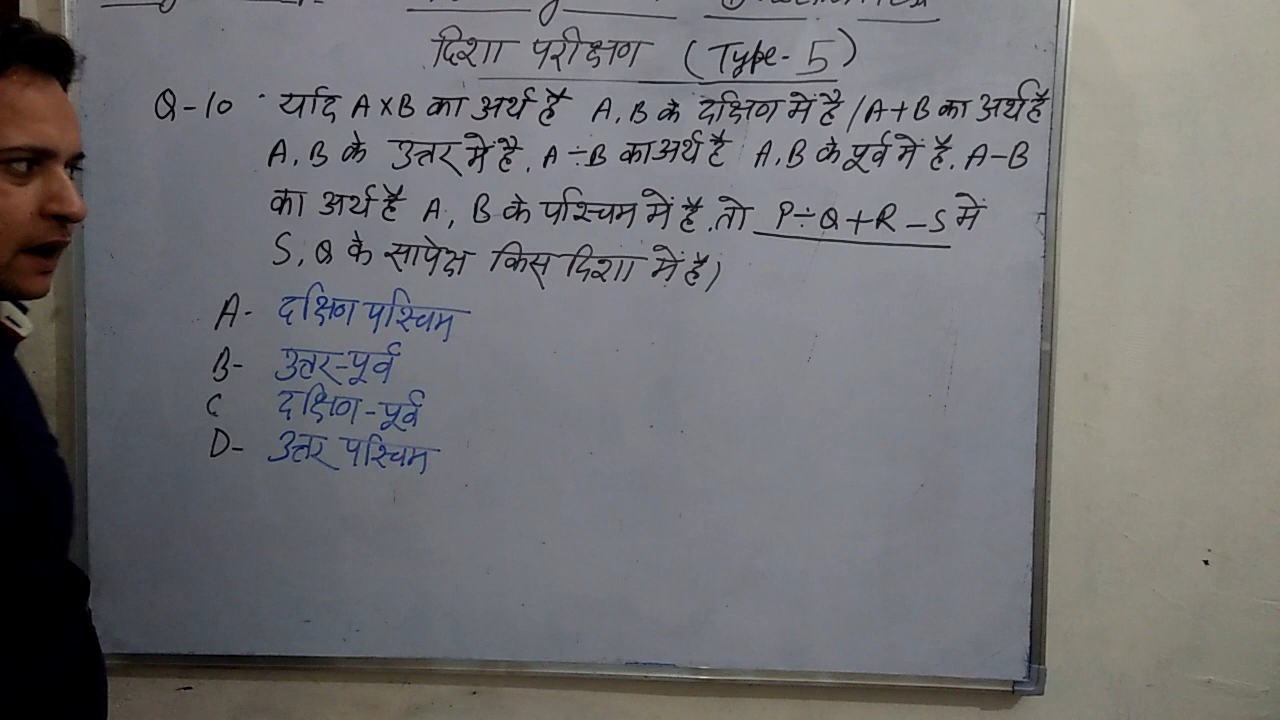 दिशा परीक्षण (Type-5)
Q-10 यदि A×B का अर्थ है A, B के दक्षिण में है / A+B का अर्थ है
A, B के उत्तर में है, A÷B का अर्थ है A, B के पूर्व में है. A-B
का अर्थ है A, B के पश्चिम में है. तो P÷Q+R-S में
S, Q के सापेक्ष किस दिशा में है।
A- दक्षिण पश्चिम
B- उत्तर-पूर्व
C दक्षिण-पूर्व
D- उत्तर पश्चिम